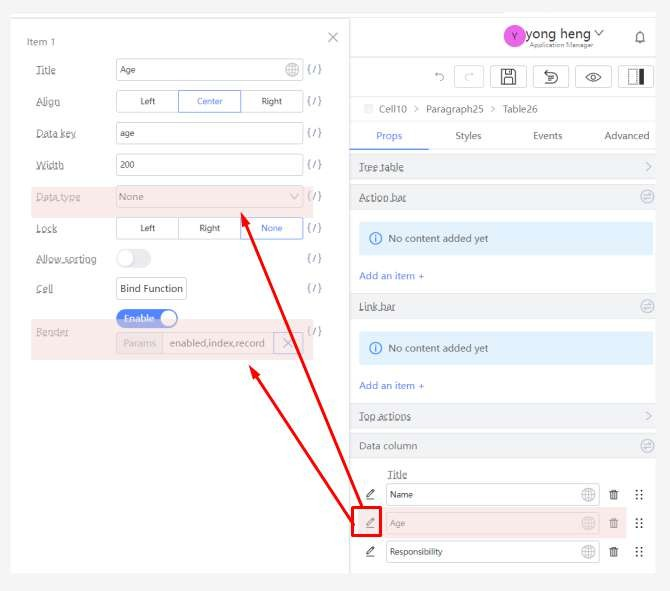 Item 1
Title
Age
{/}
Align
Left
Center
Right
{/}
Data key
age
{/}
Width
200
{/}
Data type
None
{/}
Lock
Left
Right
None
{/}
Allow sorting
{/}
Cell
Bind Function
{/}
Enable
Render
{/}
Params
enabled,index,record
Y
yong heng
Application Manager
Cell10 > Paragraph25 > Table26
Props
Styles
Events
Advanced
Tree table
Action bar
No content added yet
Add an item +
Link bar
No content added yet
Add an item +
Top actions
Data column
Title
Name
Age
Responsibility